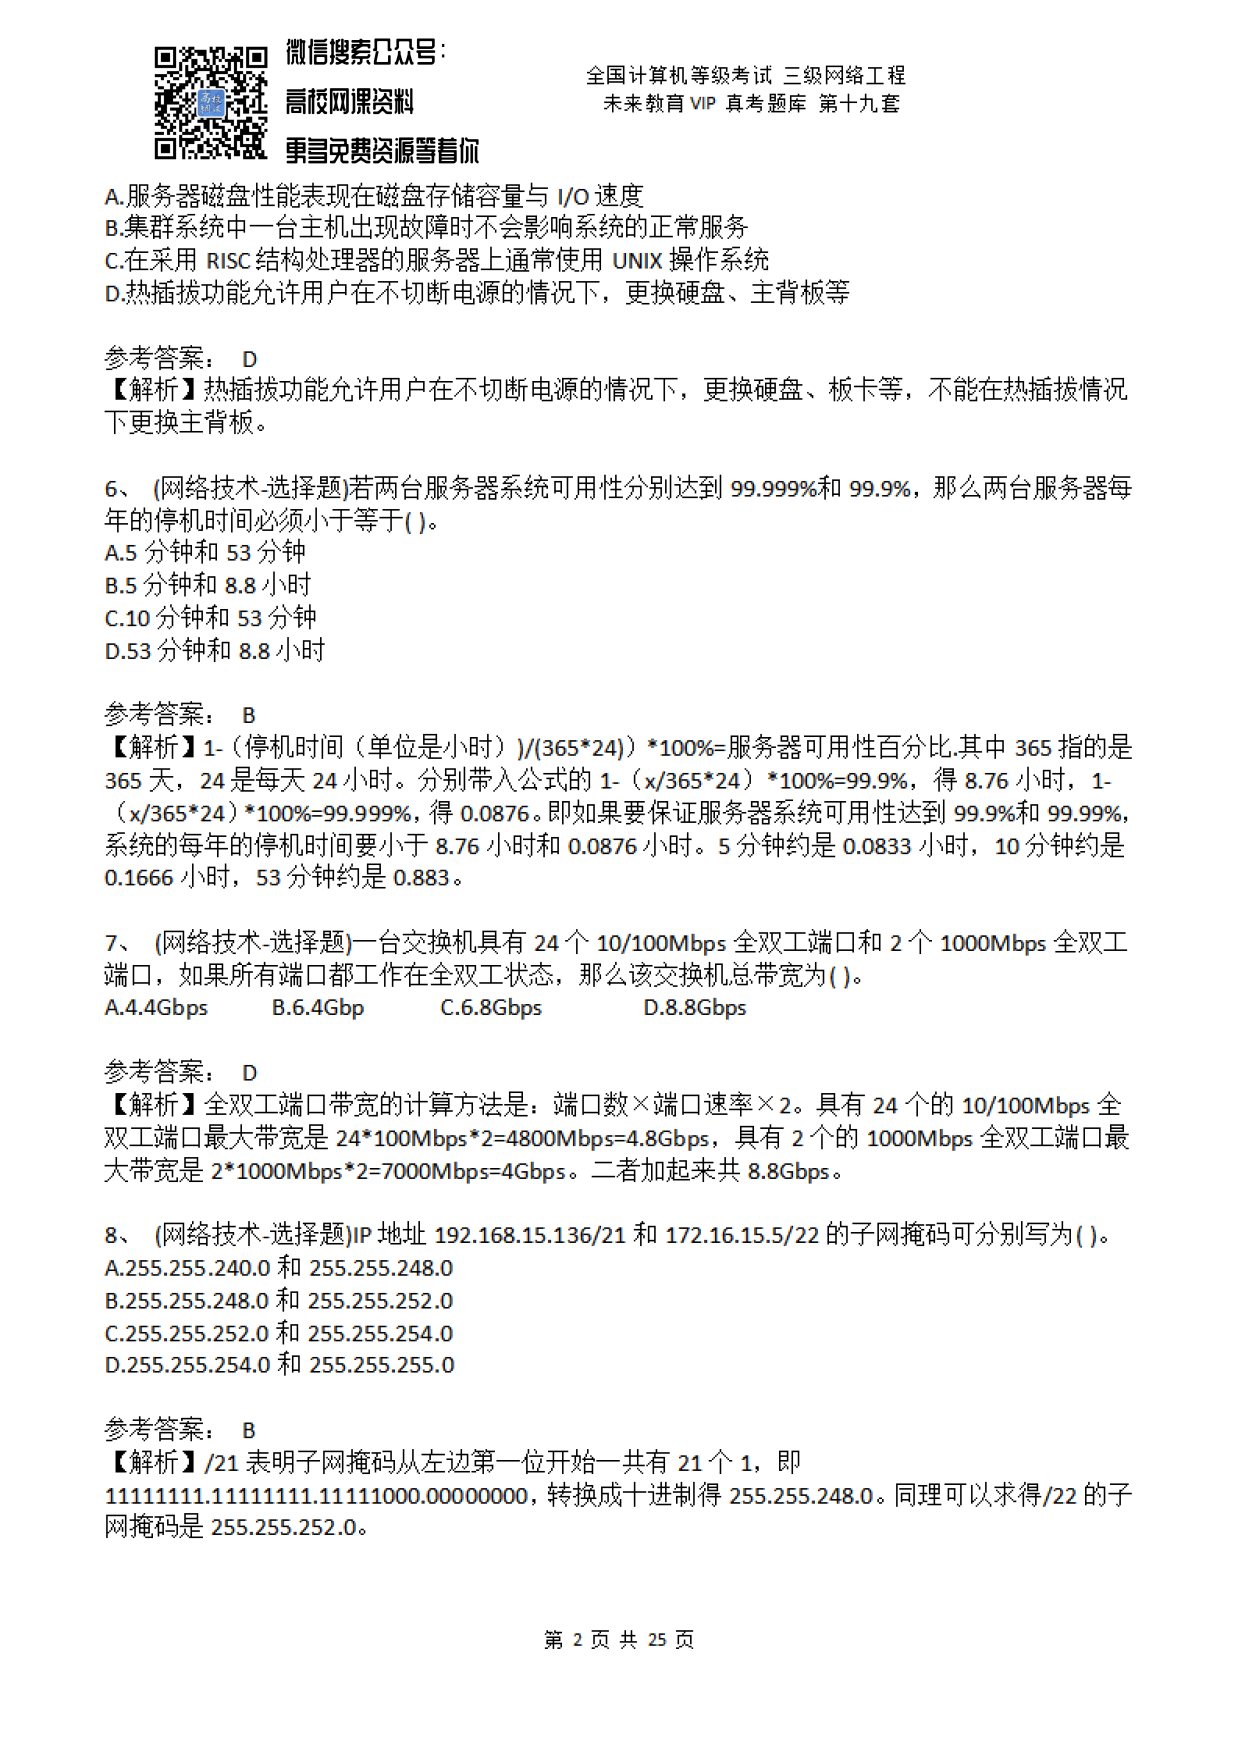 微信搜索公众号：
高校网课资料
更多免费资源等着你
全国计算机等级考试 三级网络工程
未来教育 VIP 真考题库 第十九套
A.服务器磁盘性能表现在磁盘存储容量与 I/O 速度
B.集群系统中一台主机出现故障时不会影响系统的正常服务
C.在采用 RISC 结构处理器的服务器上通常使用 UNIX 操作系统
D.热插拔功能允许用户在不切断电源的情况下，更换硬盘、主背板等
参考答案： D
【解析】热插拔功能允许用户在不切断电源的情况下，更换硬盘、板卡等，不能在热插拔情况
下更换主背板。
6、 (网络技术-选择题)若两台服务器系统可用性分别达到 99.999%和 99.9%，那么两台服务器每
年的停机时间必须小于等于( )。
A.5 分钟和 53 分钟
B.5 分钟和 8.8 小时
C.10 分钟和 53 分钟
D.53 分钟和 8.8 小时
参考答案： B
【解析】1-（停机时间（单位是小时）)/(365*24)）*100%=服务器可用性百分比.其中 365 指的是
365 天，24 是每天 24 小时。分别带入公式的 1-（x/365*24）*100%=99.9%，得 8.76 小时，1-
（x/365*24）*100%=99.999%，得 0.0876。即如果要保证服务器系统可用性达到 99.9%和 99.99%，
系统的每年的停机时间要小于 8.76 小时和 0.0876 小时。5 分钟约是 0.0833 小时，10 分钟约是
0.1666 小时，53 分钟约是 0.883。
7、 (网络技术-选择题)一台交换机具有 24 个 10/100Mbps 全双工端口和 2 个 1000Mbps 全双工
端口，如果所有端口都工作在全双工状态，那么该交换机总带宽为( )。
A.4.4Gbps B.6.4Gbp C.6.8Gbps D.8.8Gbps
参考答案： D
【解析】全双工端口带宽的计算方法是：端口数×端口速率×2。具有 24 个的 10/100Mbps 全
双工端口最大带宽是 24*100Mbps*2=4800Mbps=4.8Gbps，具有 2 个的 1000Mbps 全双工端口最
大带宽是 2*1000Mbps*2=7000Mbps=4Gbps。二者加起来共 8.8Gbps。
8、 (网络技术-选择题)IP 地址 192.168.15.136/21 和 172.16.15.5/22 的子网掩码可分别写为( )。
A.255.255.240.0 和 255.255.248.0
B.255.255.248.0 和 255.255.252.0
C.255.255.252.0 和 255.255.254.0
D.255.255.254.0 和 255.255.255.0
参考答案： B
【解析】/21 表明子网掩码从左边第一位开始一共有 21 个 1，即
11111111.11111111.11111000.00000000，转换成十进制得 255.255.248.0。同理可以求得/22 的子
网掩码是 255.255.252.0。
第 2 页 共 25 页